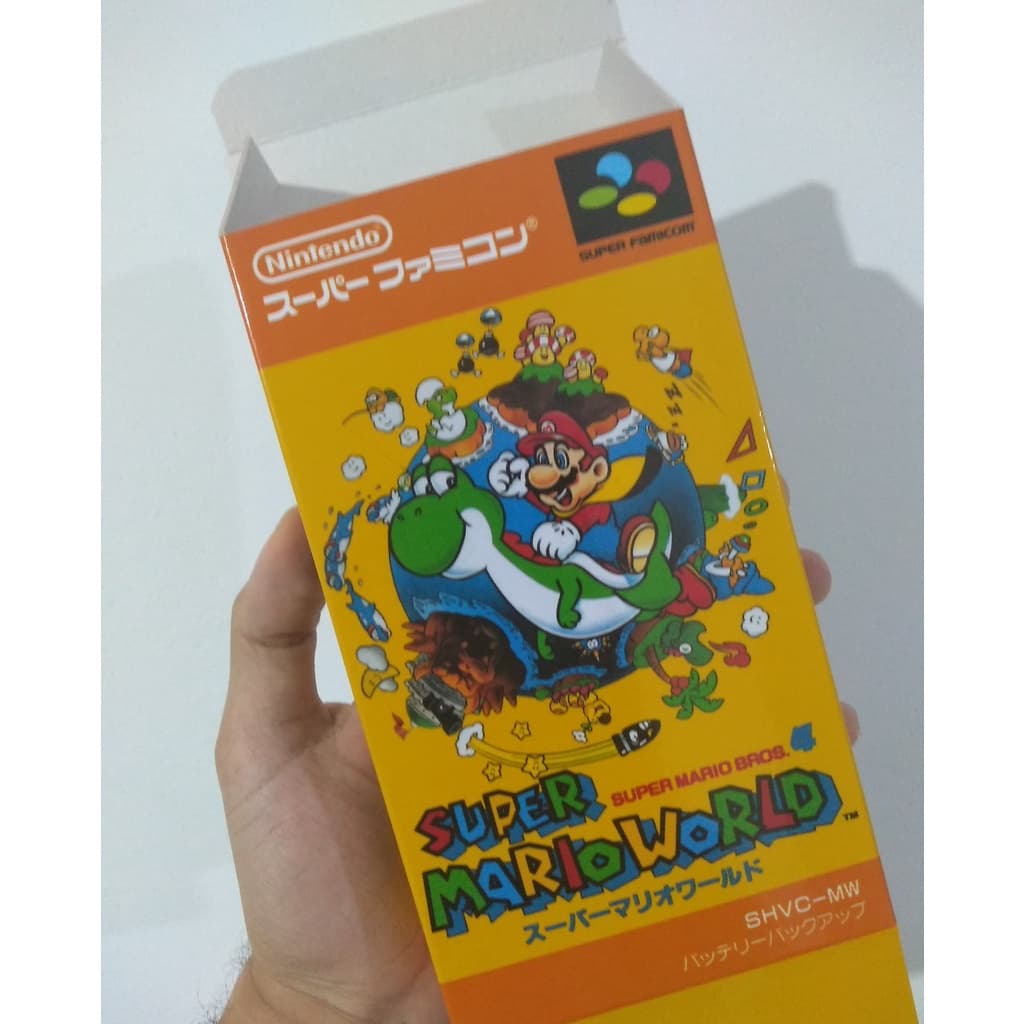 Nintendo®
スーパーファミコン®
SUPER FAMICOM
SUPER MARIO BROS. 4
SUPER
MARIO WORLD™
スーパーマリオワールド
SHVC-MW
バッテリーバックアップ